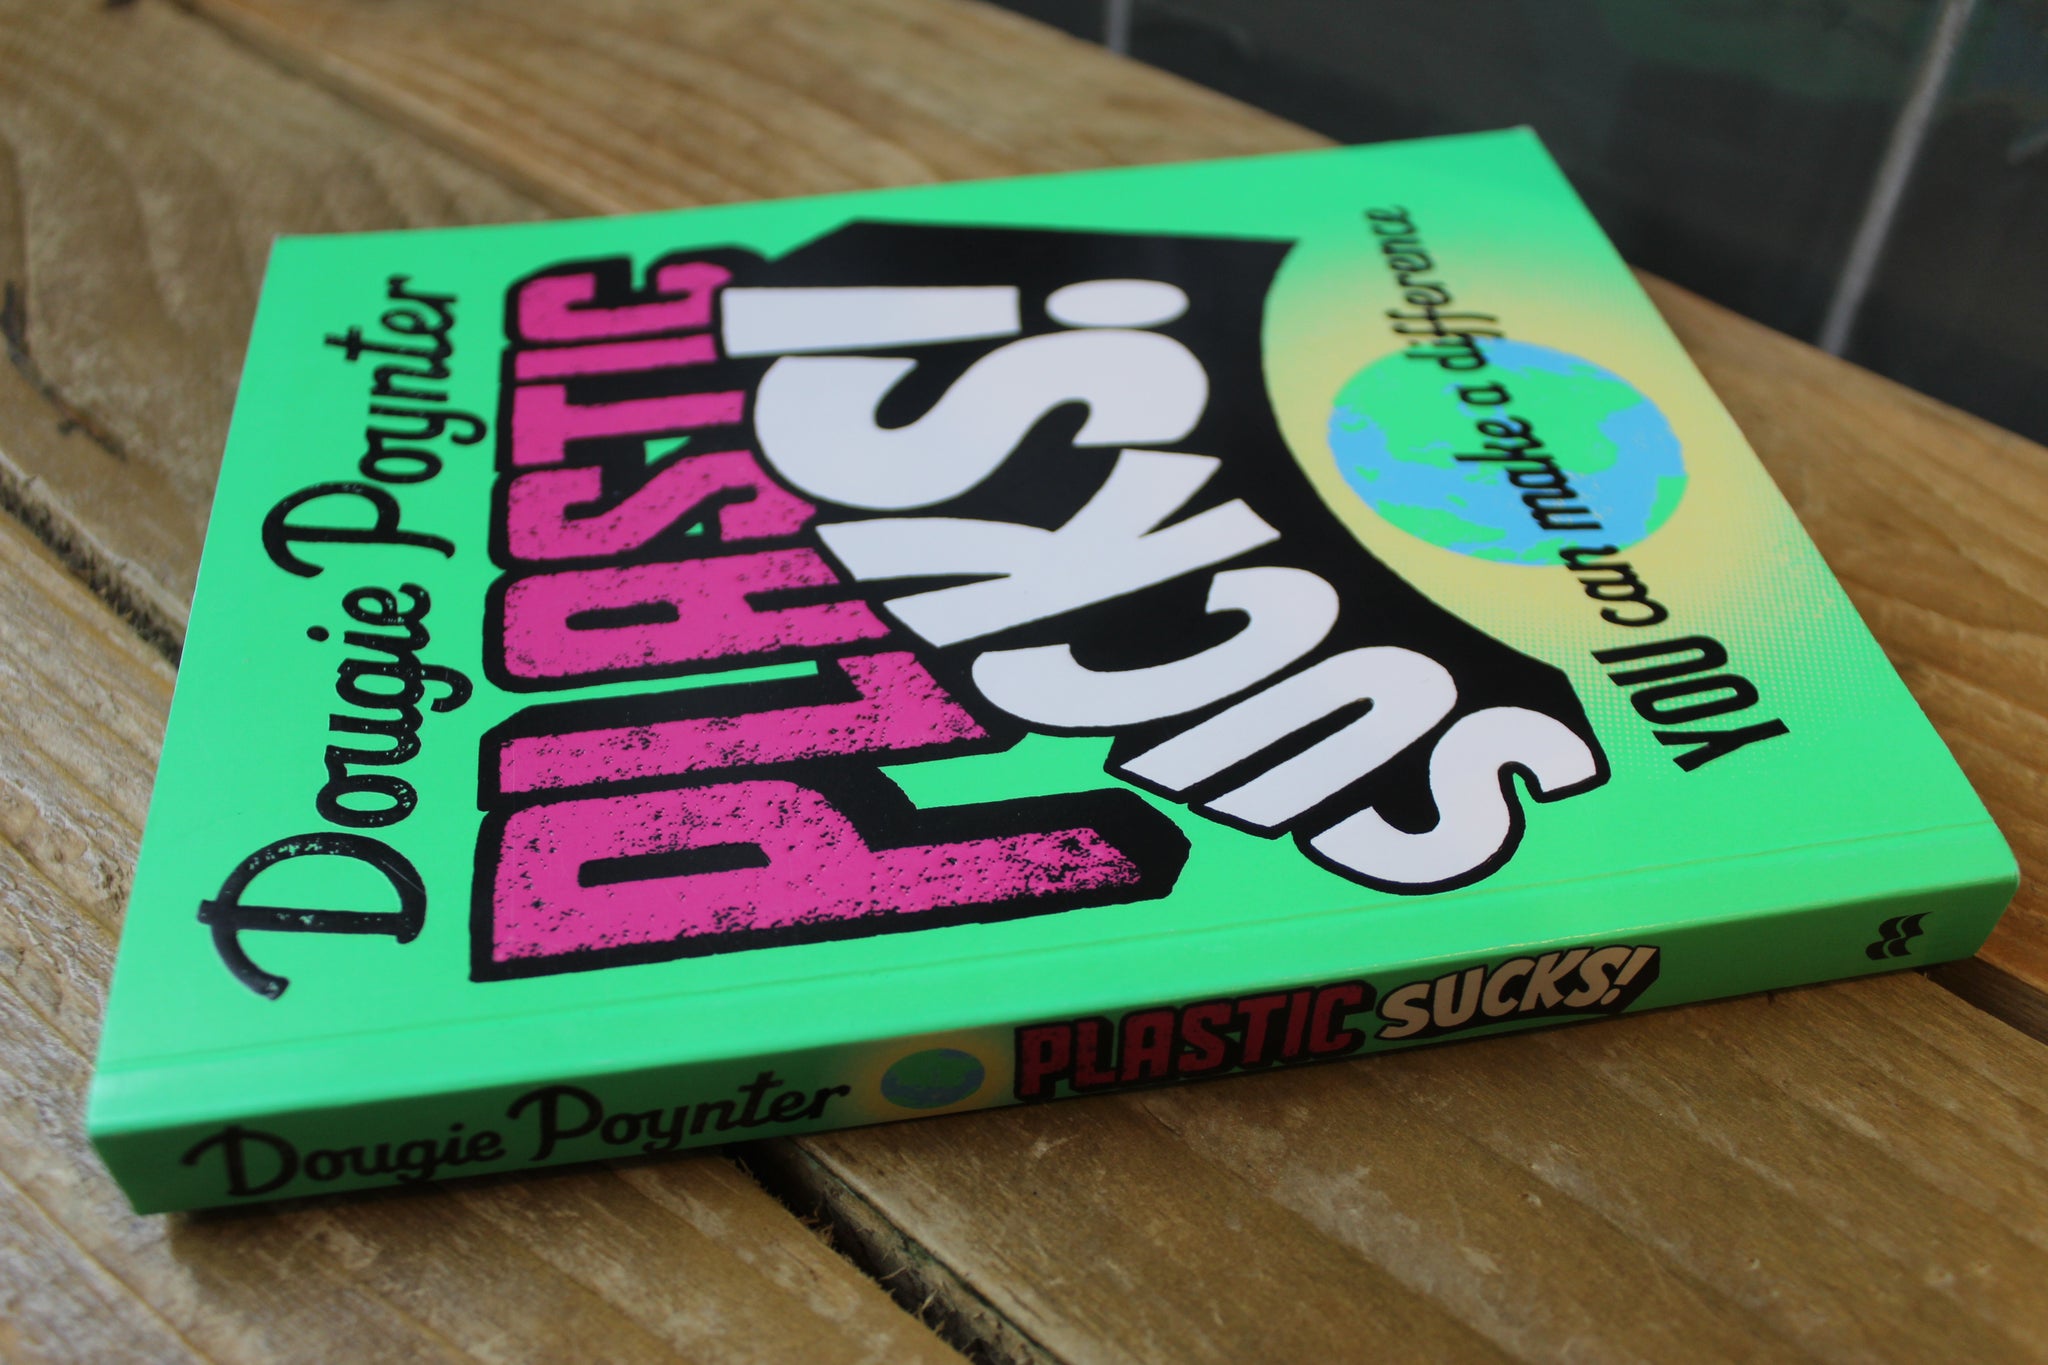 Dougie Poynter
PLASTIC
SUCKS!
YOU can make a difference
Dougie Poynter PLASTIC SUCKS!